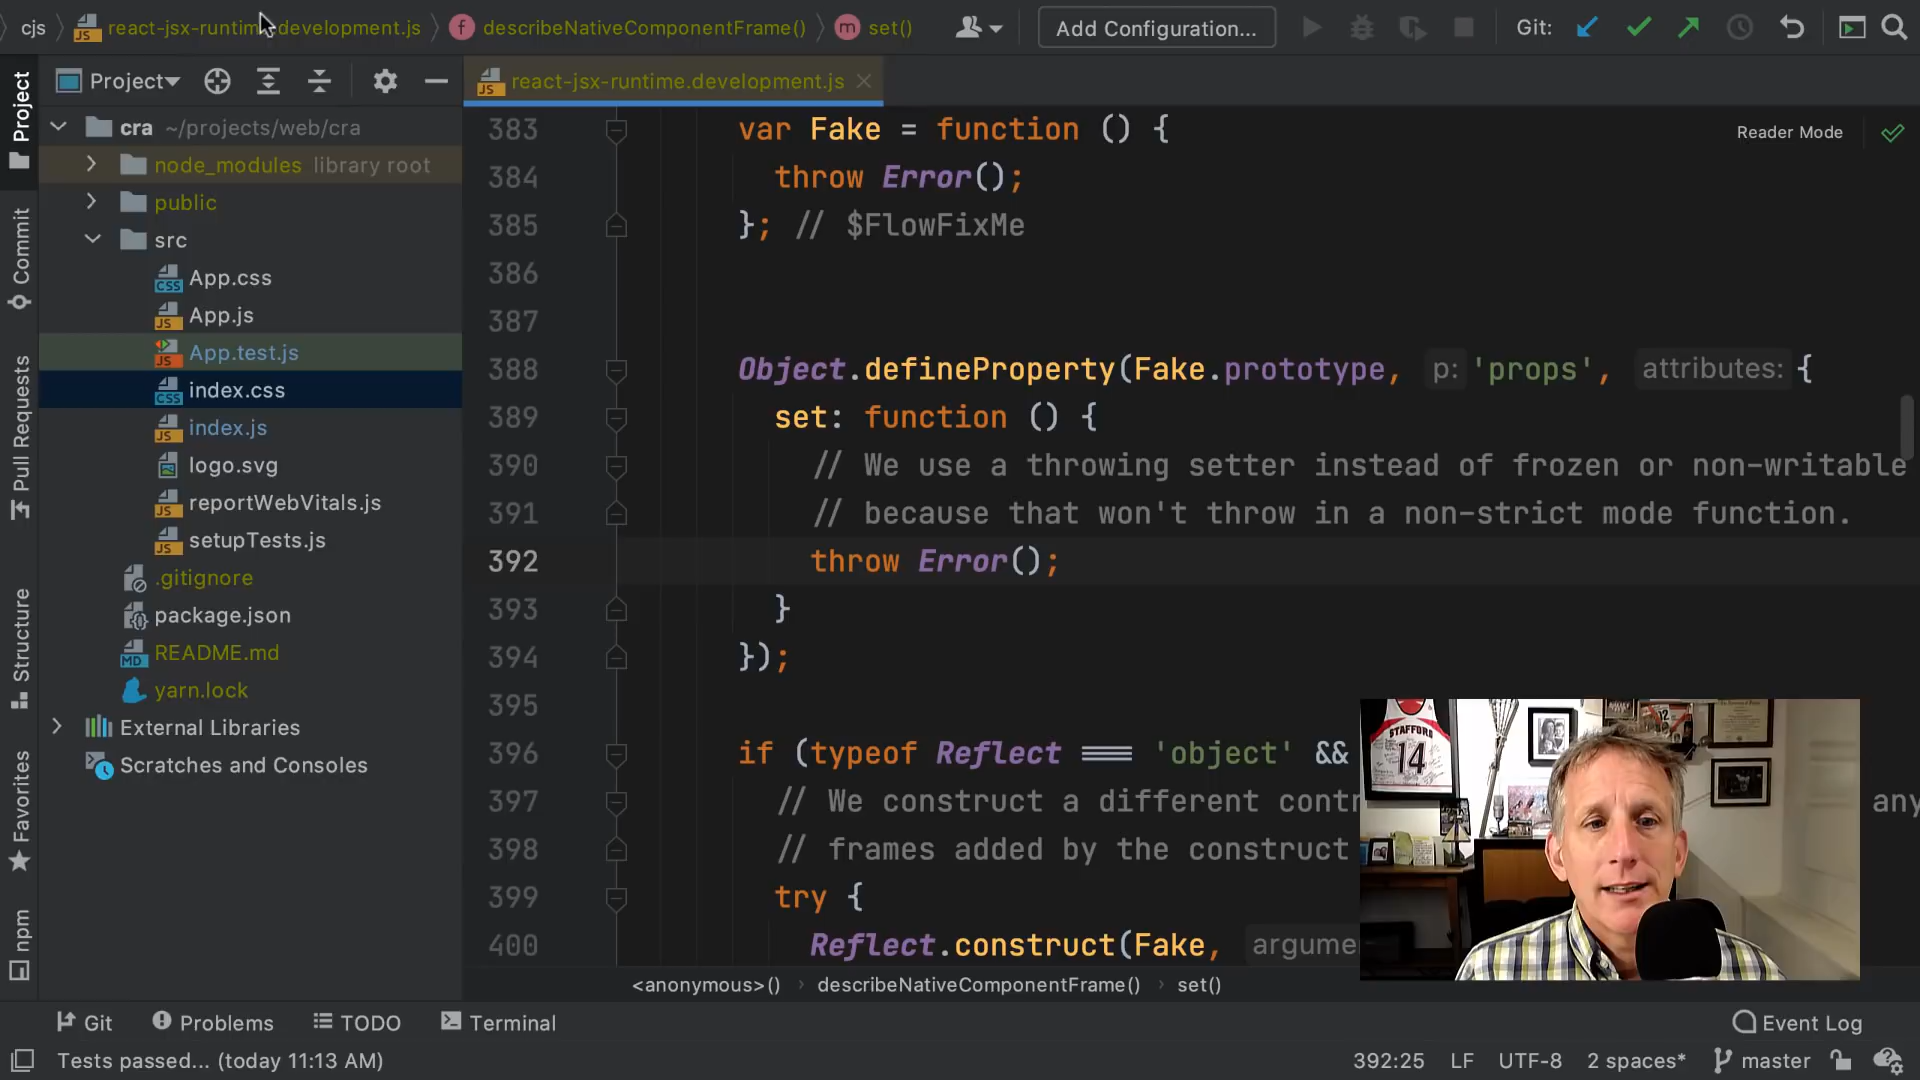 cjs react-jsx-runtime.development.js describeNativeComponentFrame() set() Add Configuration... Git:
Project
react-jsx-runtime.development.js
cra ~/projects/web/cra
node_modules library root
public
src
App.css
App.js
App.test.js
index.css
index.js
logo.svg
reportWebVitals.js
setupTests.js
.gitignore
package.json
README.md
yarn.lock
External Libraries
Scratches and Consoles
Project
Commit
Pull Requests
Structure
Favorites
npm
Reader Mode
383 var Fake = function () {
384 throw Error();
385 }; // $FlowFixMe
386
387
388 Object.defineProperty(Fake.prototype, p: 'props', attributes: {
389 set: function () {
390 // We use a throwing setter instead of frozen or non-writable
391 // because that won't throw in a non-strict mode function.
392 throw Error();
393 }
394 });
395
396 if (typeof Reflect === 'object' &&
397 // We construct a different contr any
398 // frames added by the construct
399 try {
400 Reflect.construct(Fake, argume
STAFFORD
14
<anonymous>() describeNativeComponentFrame() set()
Git Problems TODO Terminal Event Log
Tests passed... (today 11:13 AM) 392:25 LF UTF-8 2 spaces* master